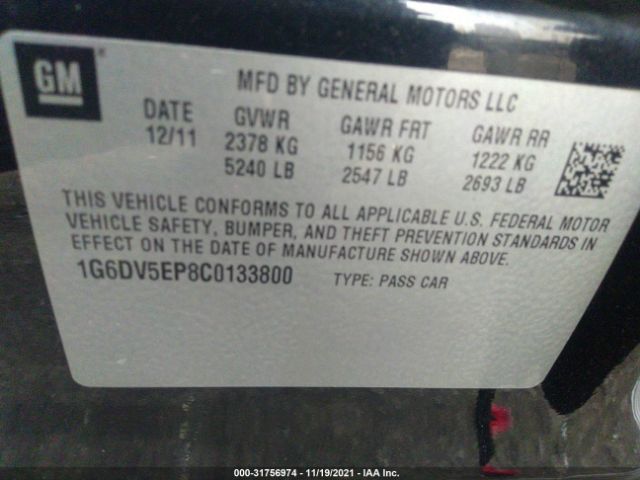 GM ®
MFD BY GENERAL MOTORS LLC
DATE GVWR GAWR FRT GAWR RR
12/11 2378 KG 1156 KG 1222 KG
5240 LB 2547 LB 2693 LB
THIS VEHICLE CONFORMS TO ALL APPLICABLE U.S. FEDERAL MOTOR
VEHICLE SAFETY, BUMPER, AND THEFT PREVENTION STANDARDS IN
EFFECT ON THE DATE OF MANUFACTURE SHOWN ABOVE.
1G6DV5EP8C0133800 TYPE: PASS CAR
000-31756974 - 11/19/2021 - IAA Inc.